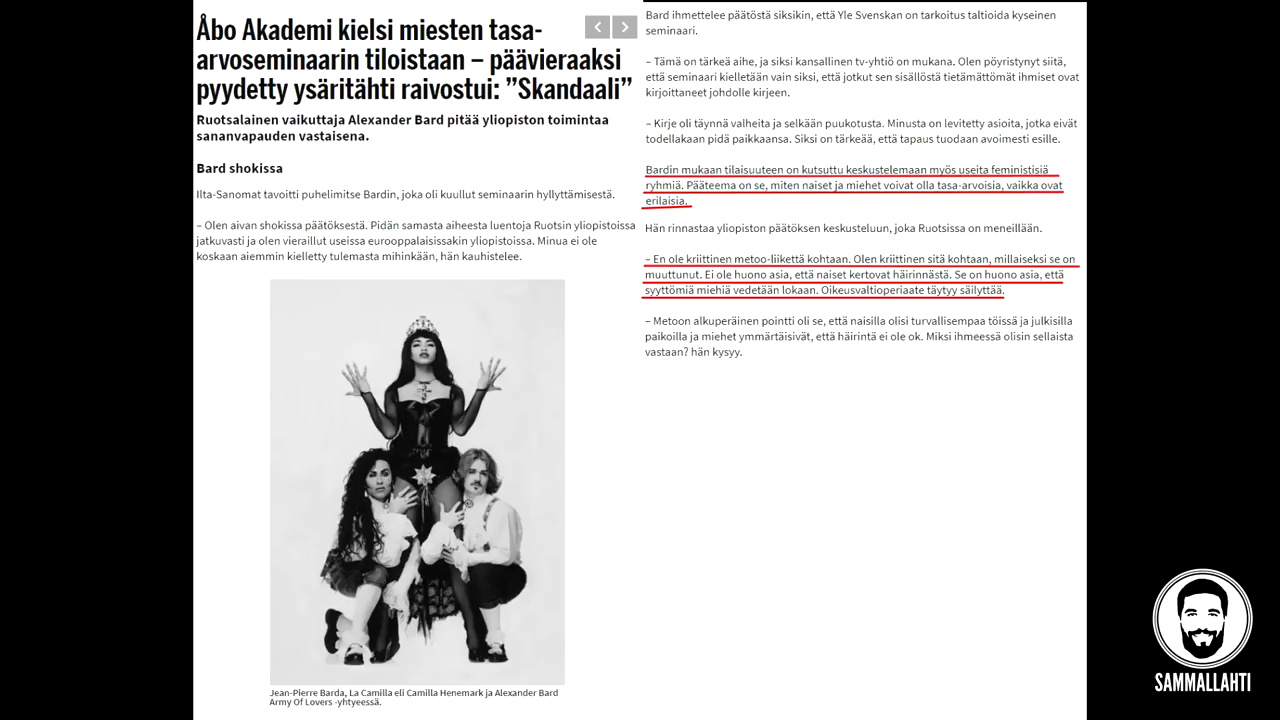 Åbo Akademi kielsi miesten tasa-
arvoseminaarin tiloistaan – päävieraaksi
pyydetty ysäritähti raivostui: ”Skandaali”
Ruotsalainen vaikuttaja Alexander Bard pitää yliopiston toimintaa
sananvapauden vastaisena.
Bard shokissa
Ilta-Sanomat tavoitti puhelimitse Bardin, joka oli kuullut seminaarin hyllyttämisestä.
– Olen aivan shokissa päätöksestä. Pidän samasta aiheesta luentoja Ruotsin yliopistoissa
jatkuvasti ja olen vieraillut useissa eurooppalaisissakin yliopistoissa. Minua ei ole
koskaan aiemmin kielletty tulemasta mihinkään, hän kauhistelee.
Jean-Pierre Barda, La Camilla eli Camilla Henemark ja Alexander Bard
Army Of Lovers -yhtyeessä.
Bard ihmettelee päätöstä siksikin, että Yle Svenskan on tarkoitus taltioida kyseinen
seminaari.
– Tämä on tärkeä aihe, ja siksi kansallinen tv-yhtiö on mukana. Olen pöyristynyt siitä,
että seminaari kielletään vain siksi, että jotkut sen sisällöstä tietämättömät ihmiset ovat
kirjoittaneet johdolle kirjeen.
– Kirje oli täynnä valheita ja selkään puukotusta. Minusta on levitetty asioita, jotka eivät
todellakaan pidä paikkaansa. Siksi on tärkeää, että tapaus tuodaan avoimesti esille.
Bardin mukaan tilaisuuteen on kutsuttu keskustelemaan myös useita feministisiä
ryhmiä. Pääteema on se, miten naiset ja miehet voivat olla tasa-arvoisia, vaikka ovat
erilaisia.
Hän rinnastaa yliopiston päätöksen keskusteluun, joka Ruotsissa on meneillään.
– En ole kriittinen metoo-liikettä kohtaan. Olen kriittinen sitä kohtaan, millaiseksi se on
muuttunut. Ei ole huono asia, että naiset kertovat häirinnästä. Se on huono asia, että
syyttömiä miehiä vedetään lokaan. Oikeusvaltioperiaate täytyy säilyttää.
– Metoon alkuperäinen pointti oli se, että naisilla olisi turvallisempaa töissä ja julkisilla
paikoilla ja miehet ymmärtäisivät, että häirintä ei ole ok. Miksi ihmeessä olisin sellaista
vastaan? hän kysyy.
SAMMALLAHTI